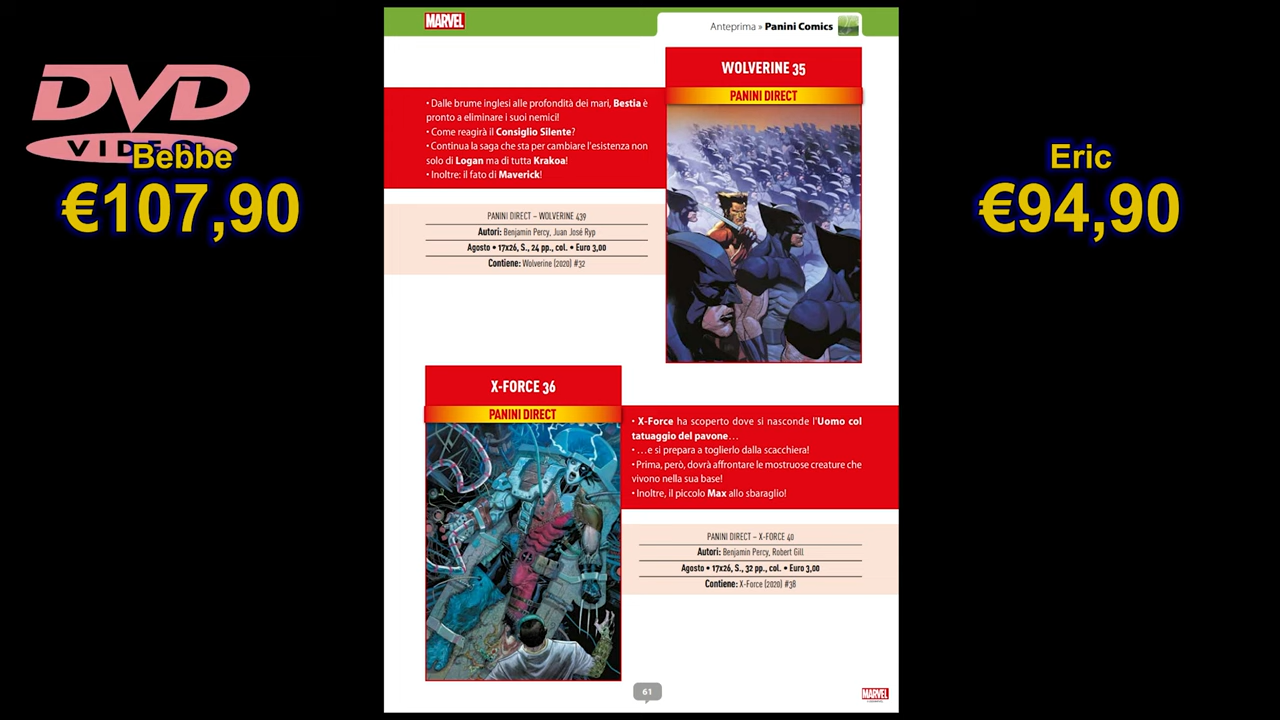 MARVEL
Anteprima » Panini Comics
DVD
VIDEO
Bebbe
€107,90
Eric
€94,90
WOLVERINE 35
PANINI DIRECT
• Dalle brume inglesi alle profondità dei mari, Bestia è
pronto a eliminare i suoi nemici!
• Come reagirà il Consiglio Silente?
• Continua la saga che sta per cambiare l'esistenza non
solo di Logan ma di tutta Krakoa!
• Inoltre: il fato di Maverick!
PANINI DIRECT – WOLVERINE 439
Autori: Benjamin Percy, Juan José Ryp
Agosto • 17x26, S., 24 pp., col. • Euro 3,00
Contiene: Wolverine (2020) #32
X-FORCE 36
PANINI DIRECT
• X-Force ha scoperto dove si nasconde l'Uomo col
tatuaggio del pavone…
• …e si prepara a toglierlo dalla scacchiera!
• Prima, però, dovrà affrontare le mostruose creature che
vivono nella sua base!
• Inoltre, il piccolo Max allo sbaraglio!
PANINI DIRECT – X-FORCE 40
Autori: Benjamin Percy, Robert Gill
Agosto • 17x26, S., 32 pp., col. • Euro 3,00
Contiene: X-Force (2020) #38
61
MARVEL